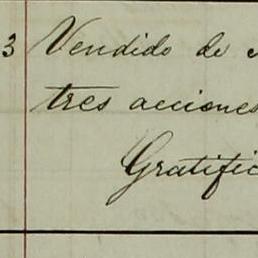 3 Vendido de
tres acciones
Gratific